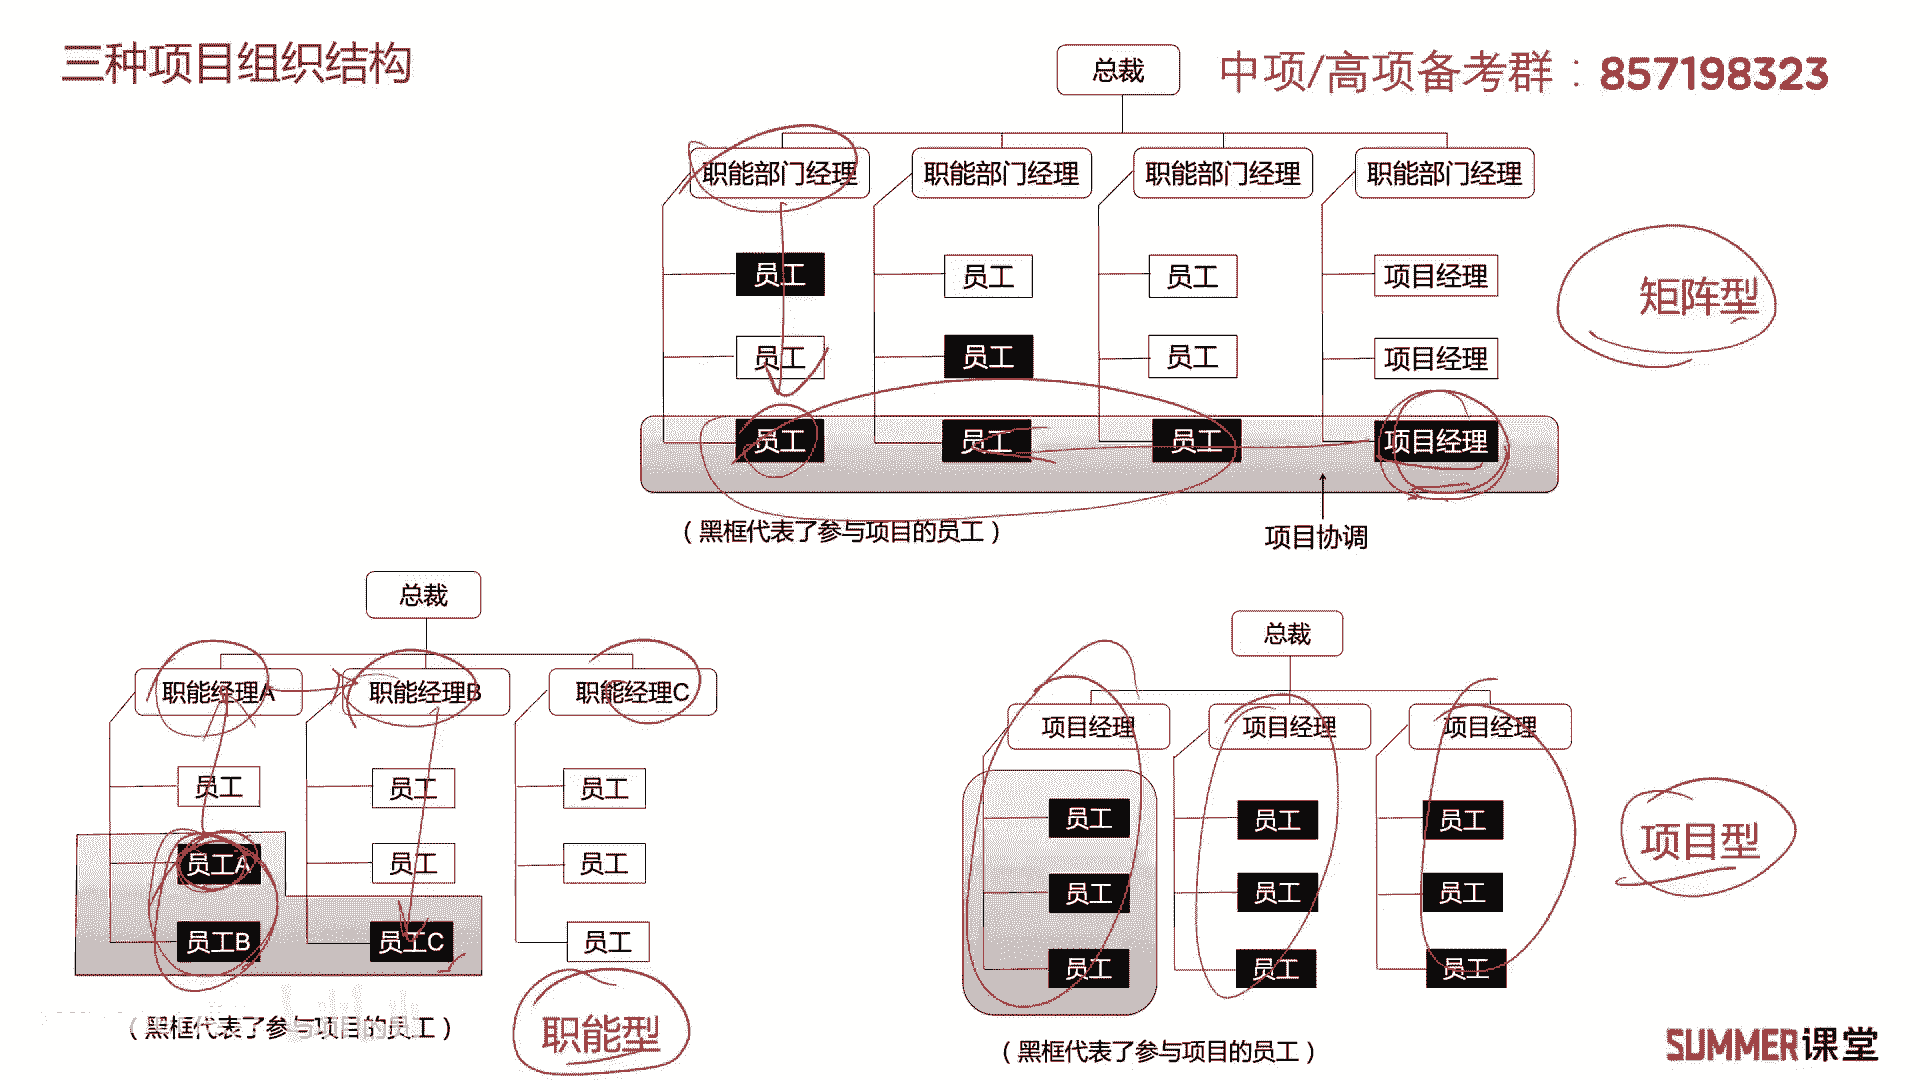 三种项目组织结构
中项/高项备考群：857198323
总裁
职能部门经理 职能部门经理 职能部门经理 职能部门经理
员工 员工 员工 项目经理
员工 员工 员工 项目经理
员工 员工 员工 项目经理
矩阵型
（黑框代表了参与项目的员工）
项目协调
总裁
职能经理A 职能经理B 职能经理C
员工 员工 员工
员工A 员工 员工
员工B 员工C 员工
（黑框代表了参与项目的员工）
职能型
总裁
项目经理 项目经理 项目经理
员工 员工 员工
员工 员工 员工
员工 员工 员工
项目型
（黑框代表了参与项目的员工）
SUMMER课堂